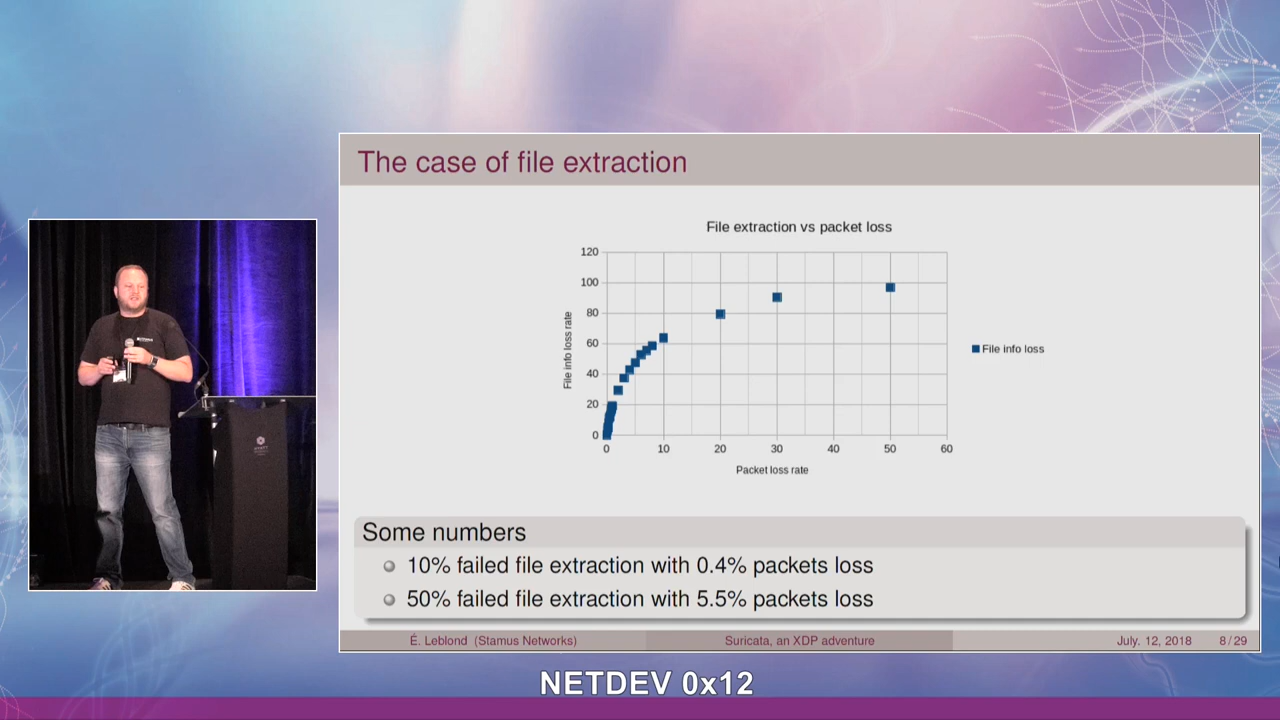 The case of file extraction
File extraction vs packet loss
120
100
80
60
40
20
0
File info loss rate
0 10 20 30 40 50 60
Packet loss rate
File info loss
Some numbers
10% failed file extraction with 0.4% packets loss
50% failed file extraction with 5.5% packets loss
É. Leblond (Stamus Networks) Suricata, an XDP adventure July. 12, 2018 8 / 29
NETDEV 0x12